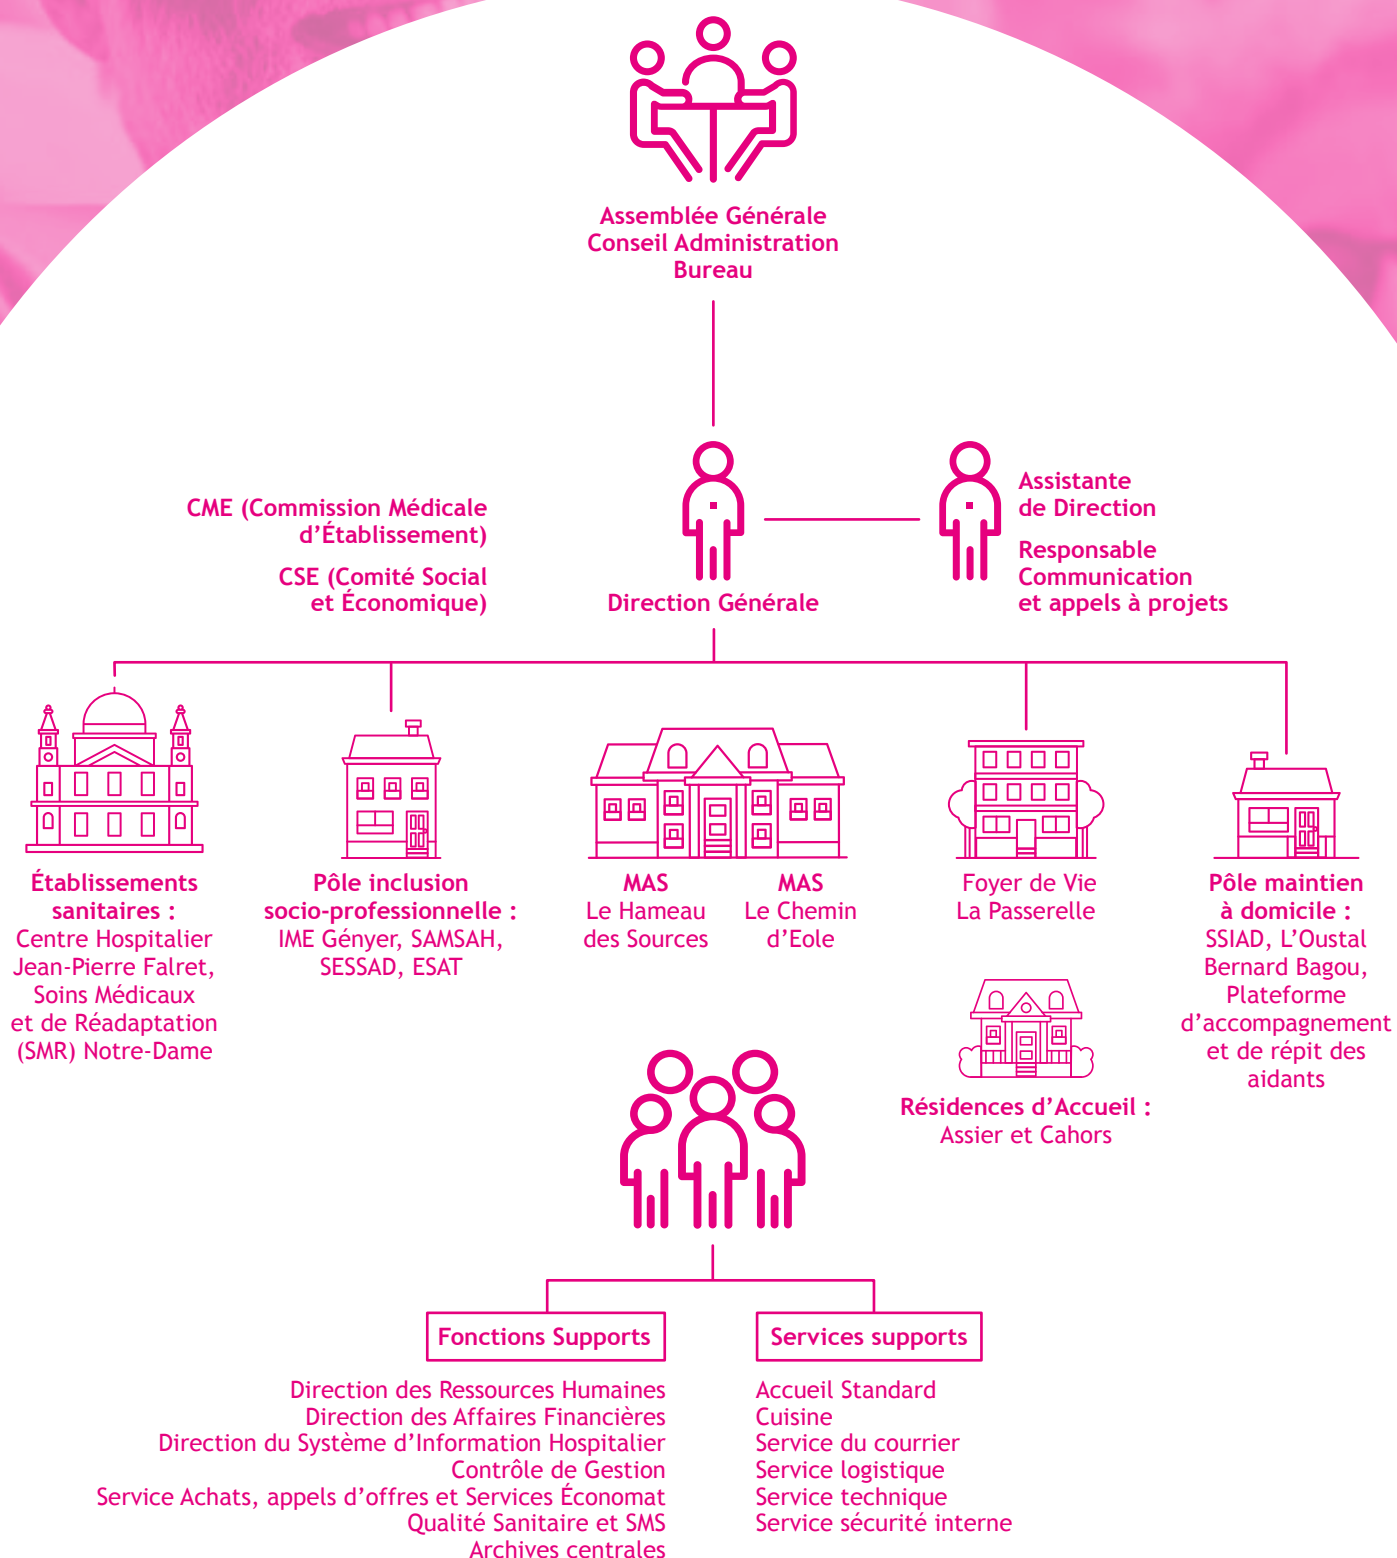 Assemblée Générale
Conseil Administration
Bureau
CME (Commission Médicale
d’Établissement)
CSE (Comité Social
et Économique)
Direction Générale
Assistante
de Direction
Responsable
Communication
et appels à projets
Établissements
sanitaires :
Centre Hospitalier
Jean-Pierre Falret,
Soins Médicaux
et de Réadaptation
(SMR) Notre-Dame
Pôle inclusion
socio-professionnelle :
IME Gényer, SAMSAH,
SESSAD, ESAT
MAS
Le Hameau
des Sources
MAS
Le Chemin
d’Eole
Foyer de Vie
La Passerelle
Résidences d’Accueil :
Assier et Cahors
Pôle maintien
à domicile :
SSIAD, L’Oustal
Bernard Bagou,
Plateforme
d’accompagnement
et de répit des
aidants
Fonctions Supports
Direction des Ressources Humaines
Direction des Affaires Financières
Direction du Système d’Information Hospitalier
Contrôle de Gestion
Service Achats, appels d’offres et Services Économat
Qualité Sanitaire et SMS
Archives centrales
Services supports
Accueil Standard
Cuisine
Service du courrier
Service logistique
Service technique
Service sécurité interne